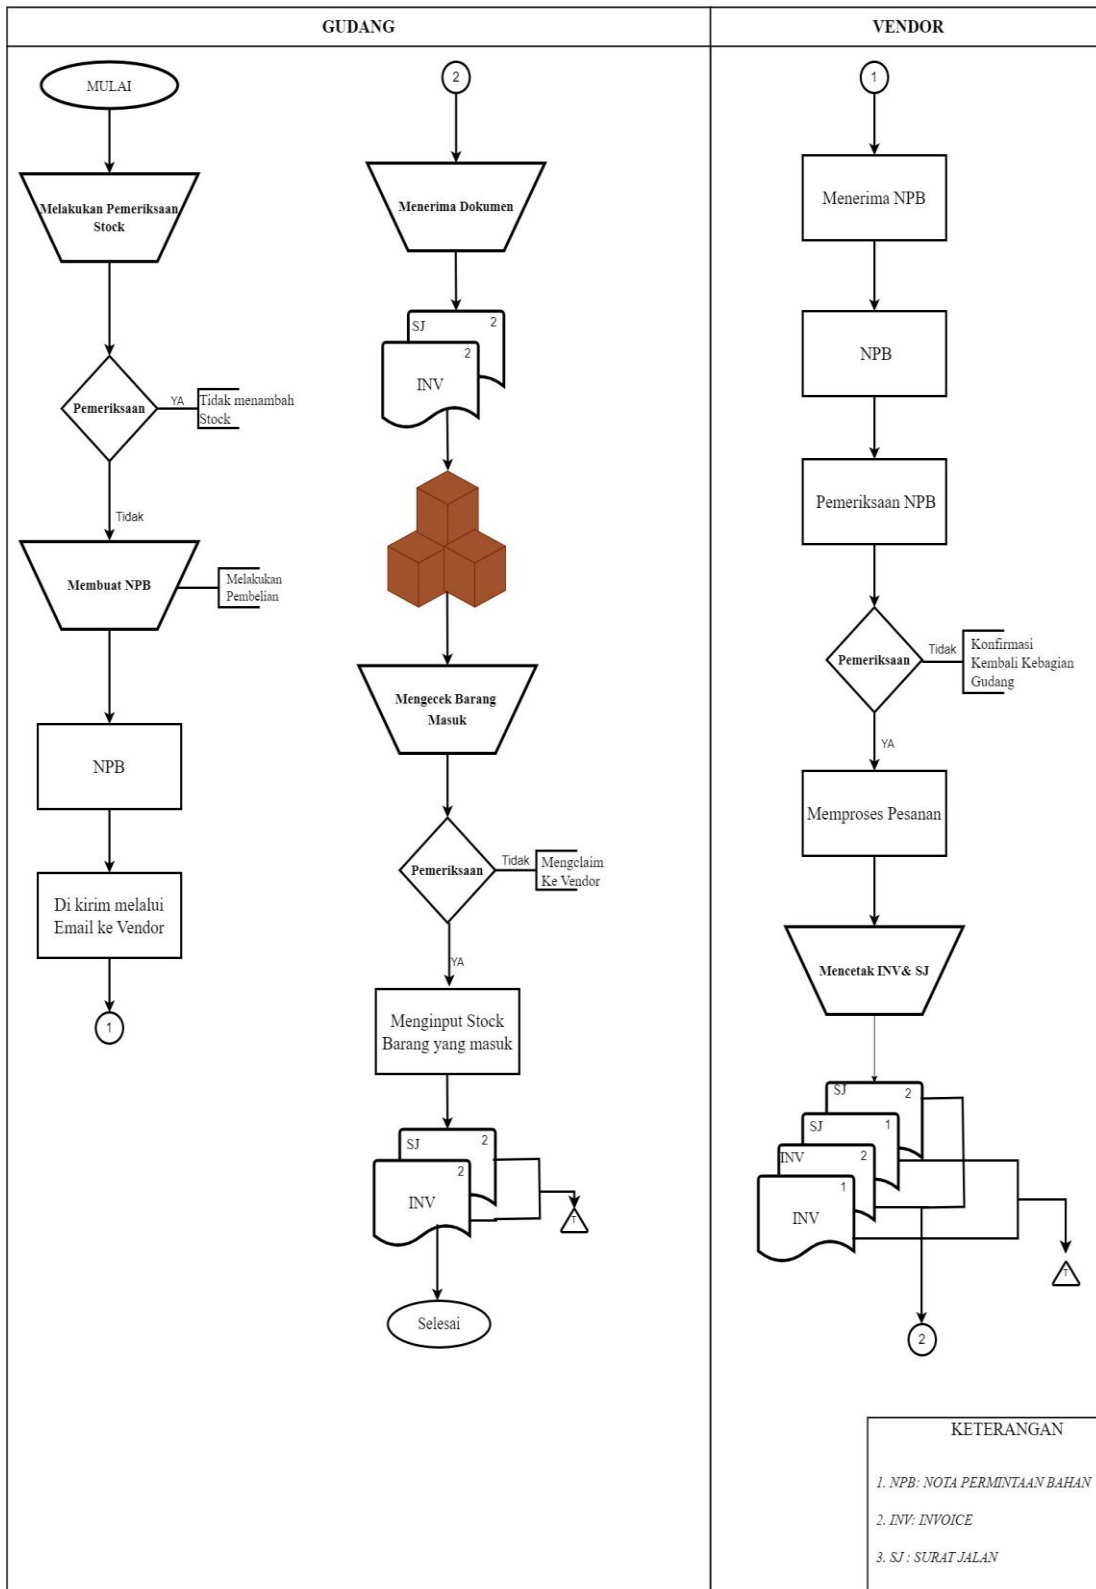 GUDANG
VENDOR
MULAI
Melakukan Pemeriksaan
Stock
Pemeriksaan
YA
Tidak menambah
Stock
Tidak
Membuat NPB
Melakukan
Pembelian
NPB
Di kirim melalui
Email ke Vendor
1
2
Menerima Dokumen
SJ
2
2
INV
Mengecek Barang
Masuk
Pemeriksaan
Tidak
Mengclaim
Ke Vendor
YA
Menginput Stock
Barang yang masuk
SJ
2
2
INV
T
Selesai
1
Menerima NPB
NPB
Pemeriksaan NPB
Pemeriksaan
Tidak
Konfirmasi
Kembali Kebagian
Gudang
YA
Memproses Pesanan
Mencetak INV& SJ
SJ
2
SJ
1
INV
2
1
INV
T
2
KETERANGAN
1. NPB: NOTA PERMINTAAN BAHAN
2. INV: INVOICE
3. SJ : SURAT JALAN